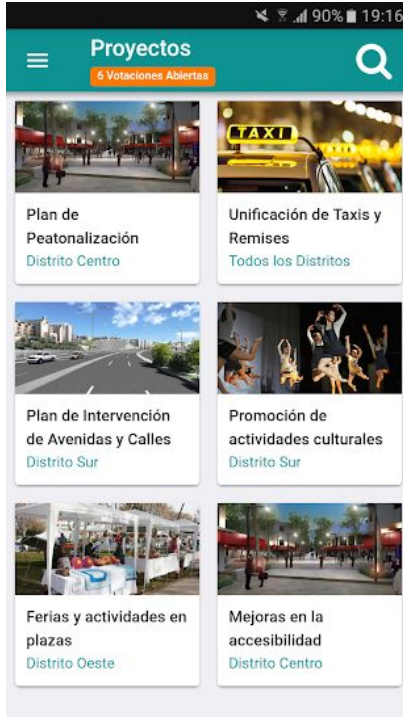 90% 19:16
Proyectos
6 Votaciones Abiertas
TAXI
Plan de
Peatonalización
Distrito Centro
Unificación de Taxis y
Remises
Todos los Distritos
Plan de Intervención
de Avenidas y Calles
Distrito Sur
Promoción de
actividades culturales
Distrito Sur
Ferias y actividades en
plazas
Distrito Oeste
Mejoras en la
accesibilidad
Distrito Centro